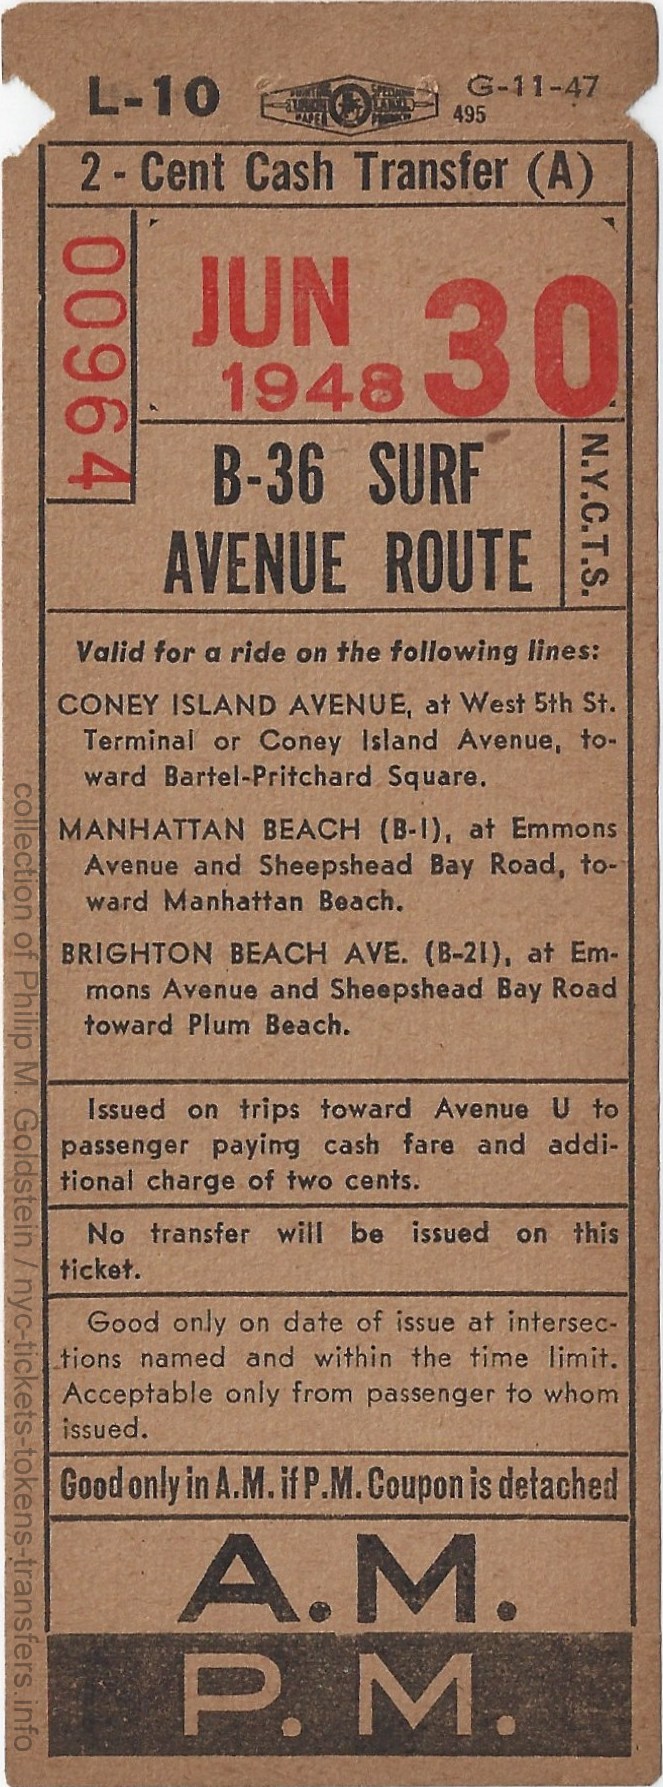 L-10
G-11-47
495
2 - Cent Cash Transfer (A)
00964
JUN 30
1948
B-36 SURF
AVENUE ROUTE
N.Y.C.T.S.
Valid for a ride on the following lines:
CONEY ISLAND AVENUE, at West 5th St.
Terminal or Coney Island Avenue, to-
ward Bartel-Pritchard Square.
MANHATTAN BEACH (B-1), at Emmons
Avenue and Sheepshead Bay Road, to-
ward Manhattan Beach.
BRIGHTON BEACH AVE. (B-21), at Em-
mons Avenue and Sheepshead Bay Road
toward Plum Beach.
Issued on trips toward Avenue U to
passenger paying cash fare and addi-
tional charge of two cents.
No transfer will be issued on this
ticket.
Good only on date of issue at intersec-
tions named and within the time limit.
Acceptable only from passenger to whom
issued.
Good only in A.M. if P.M. Coupon is detached
A.M.
P.M.
collection of Philip M. Goldstein / nyc-tickets-tokens-transfers.info